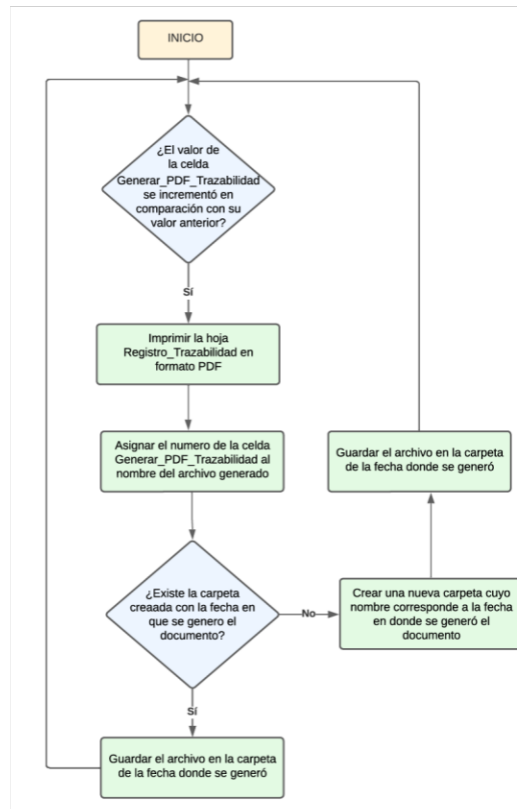 INICIO
¿El valor de
la celda
Generar_PDF_Trazabilidad
se incrementó en
comparación con su
valor anterior?
Sí
Imprimir la hoja
Registro_Trazabilidad en
formato PDF
Asignar el numero de la celda
Generar_PDF_Trazabilidad al
nombre del archivo generado
¿Existe la carpeta
creaada con la fecha en
que se genero el
documento?
No
Crear una nueva carpeta cuyo
nombre corresponde a la fecha
en donde se generó el
documento
Guardar el archivo en la carpeta
de la fecha donde se generó
Sí
Guardar el archivo en la carpeta
de la fecha donde se generó